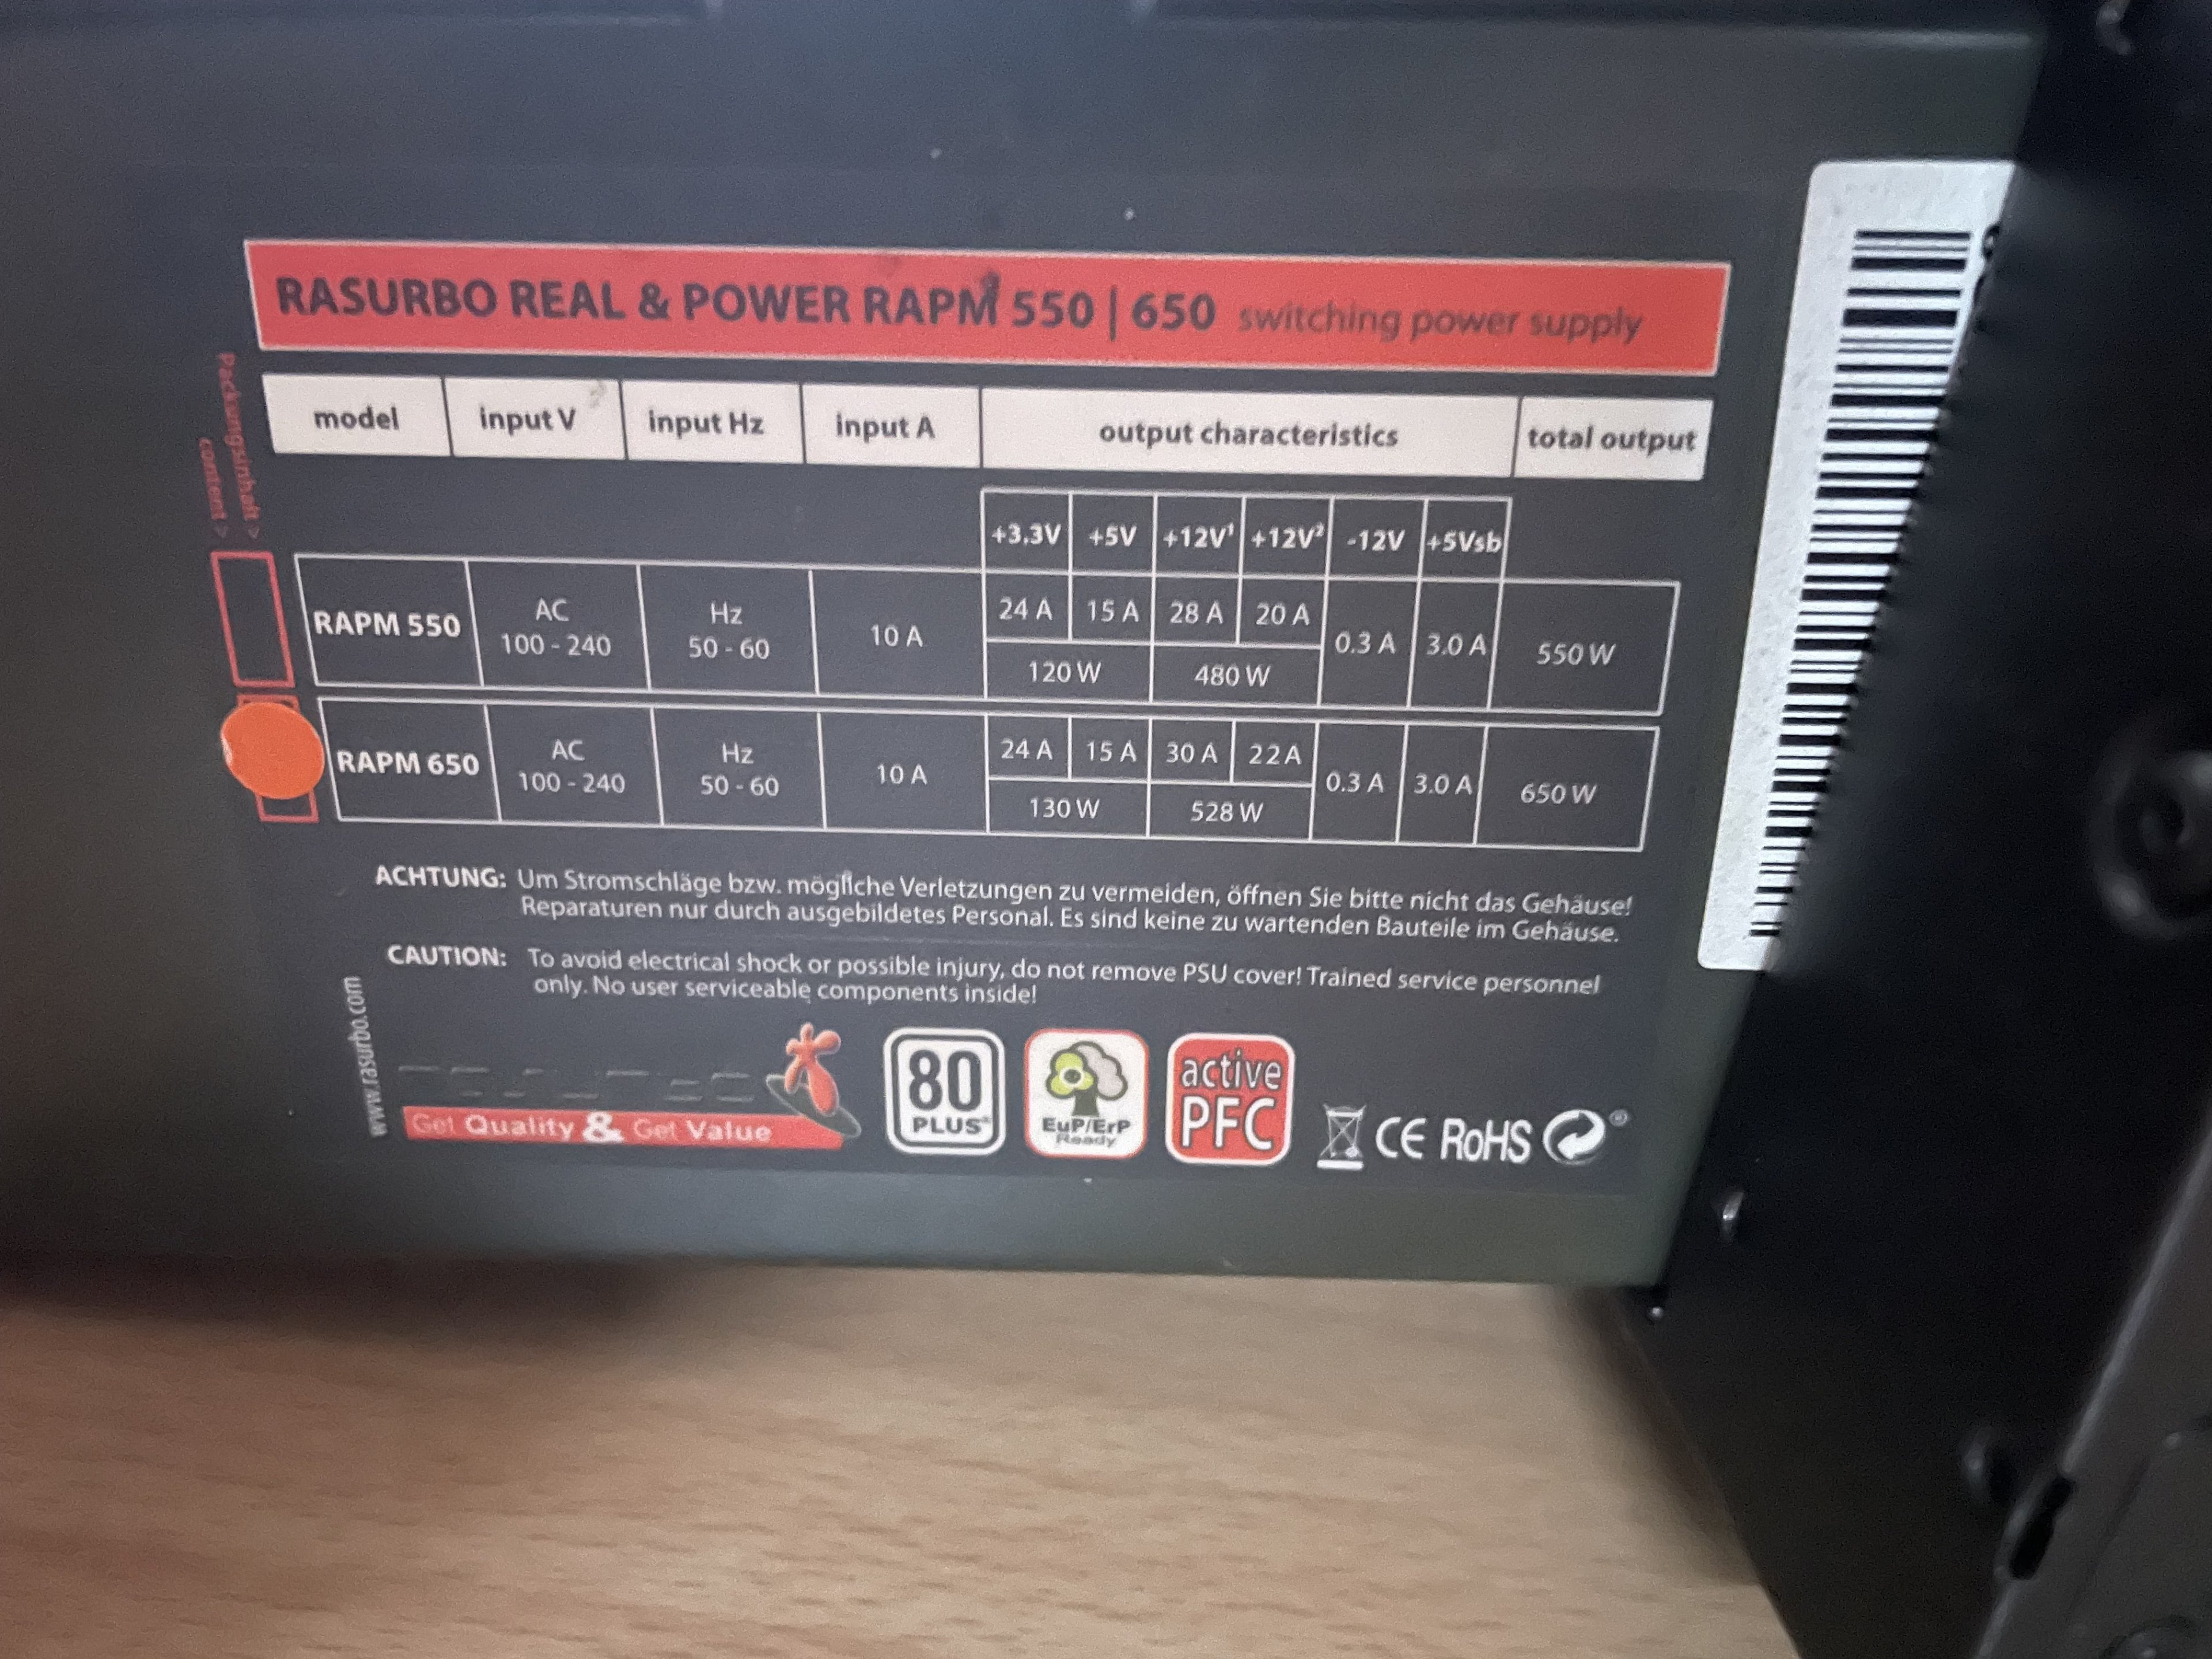 RASURBO REAL & POWER RAPM 550 | 650 switching power supply
packungsinhalt >
content >
model input V input Hz input A output characteristics total output
+3.3V +5V +12V¹ +12V² -12V +5Vsb
RAPM 550 AC 100 - 240 Hz 50 - 60 10 A 24 A 15 A 28 A 20 A 0.3 A 3.0 A 550 W
120 W 480 W
RAPM 650 AC 100 - 240 Hz 50 - 60 10 A 24 A 15 A 30 A 22 A 0.3 A 3.0 A 650 W
130 W 528 W
ACHTUNG: Um Stromschläge bzw. mögliche Verletzungen zu vermeiden, öffnen Sie bitte nicht das Gehäuse!
Reparaturen nur durch ausgebildetes Personal. Es sind keine zu wartenden Bauteile im Gehäuse.
CAUTION: To avoid electrical shock or possible injury, do not remove PSU cover! Trained service personnel
only. No user serviceable components inside!
www.rasurbo.com
Get Quality & Get Value
80
PLUS
EuP/ErP
Ready
active
PFC
CE RoHS